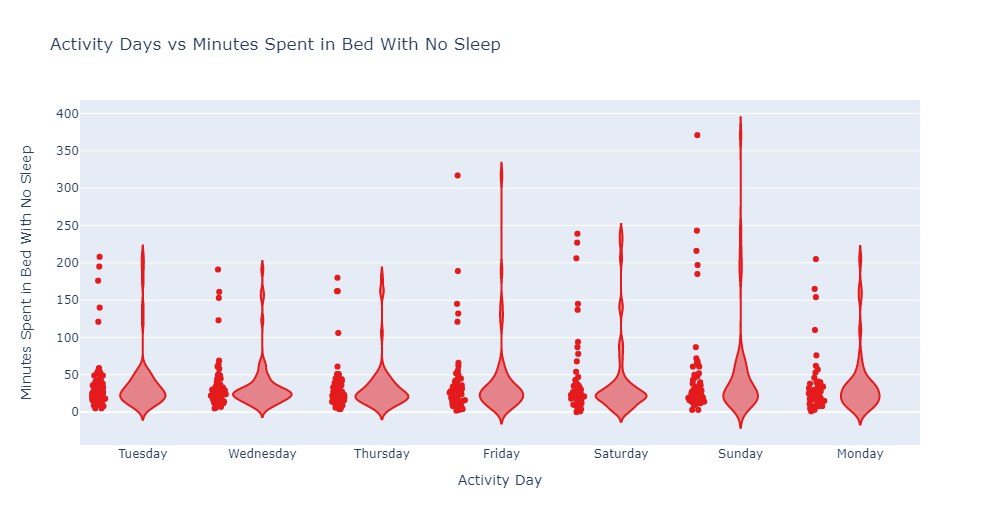 Activity Days vs Minutes Spent in Bed With No Sleep
Minutes Spent in Bed With No Sleep
400
350
300
250
200
150
100
50
0
Tuesday Wednesday Thursday Friday Saturday Sunday Monday
Activity Day